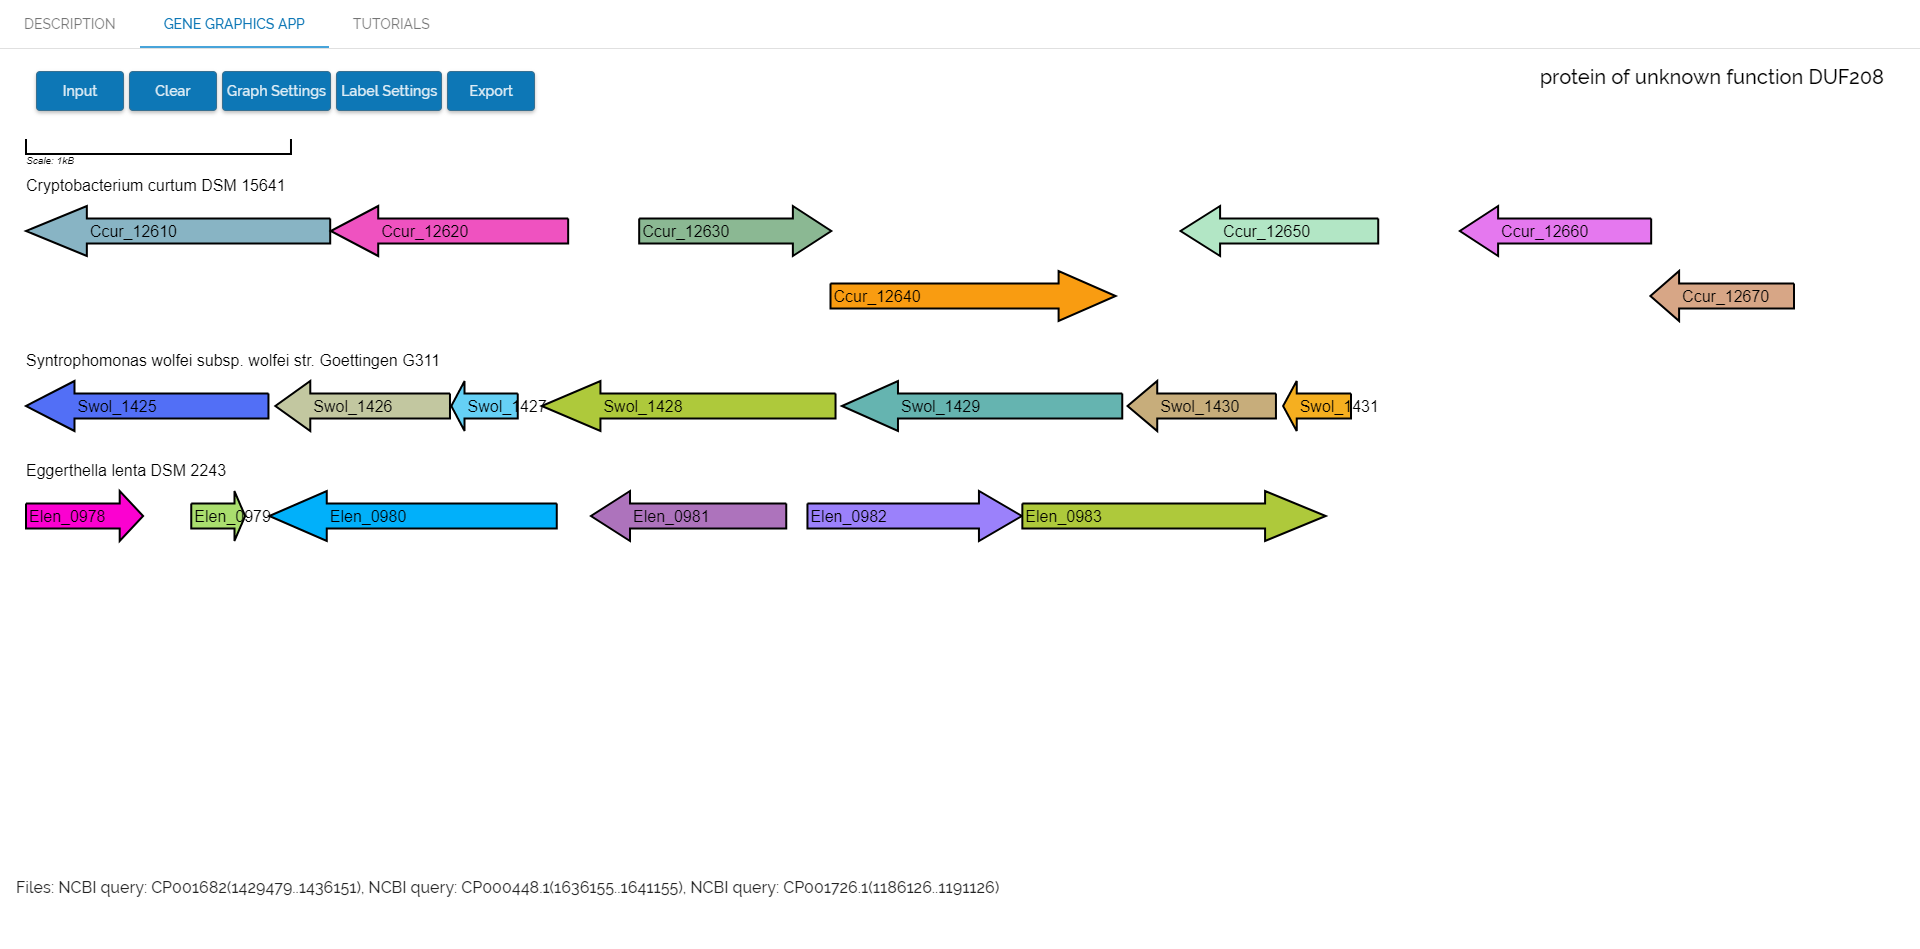 DESCRIPTION GENE GRAPHICS APP TUTORIALS
Input Clear Graph Settings Label Settings Export
protein of unknown function DUF208
Scale: 1kB
Cryptobacterium curtum DSM 15641
Ccur_12610 Ccur_12620 Ccur_12630 Ccur_12650 Ccur_12660
Ccur_12640 Ccur_12670
Syntrophomonas wolfei subsp. wolfei str. Goettingen G311
Swol_1425 Swol_1426 Swol_1427 Swol_1428 Swol_1429 Swol_1430 Swol_1431
Eggerthella lenta DSM 2243
Elen_0978 Elen_0979 Elen_0980 Elen_0981 Elen_0982 Elen_0983
Files: NCBI query: CP001682(1429479..1436151), NCBI query: CP000448.1(1636155..1641155), NCBI query: CP001726.1(1186126..1191126)